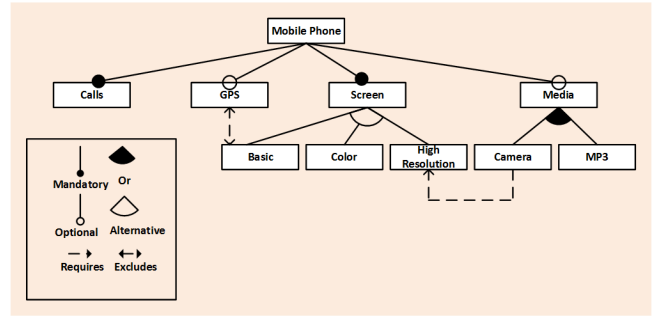 Mobile Phone
Calls
GPS
Screen
Media
Basic
Color
High
Resolution
Camera
MP3
Mandatory
Or
Optional
Alternative
Requires
Excludes